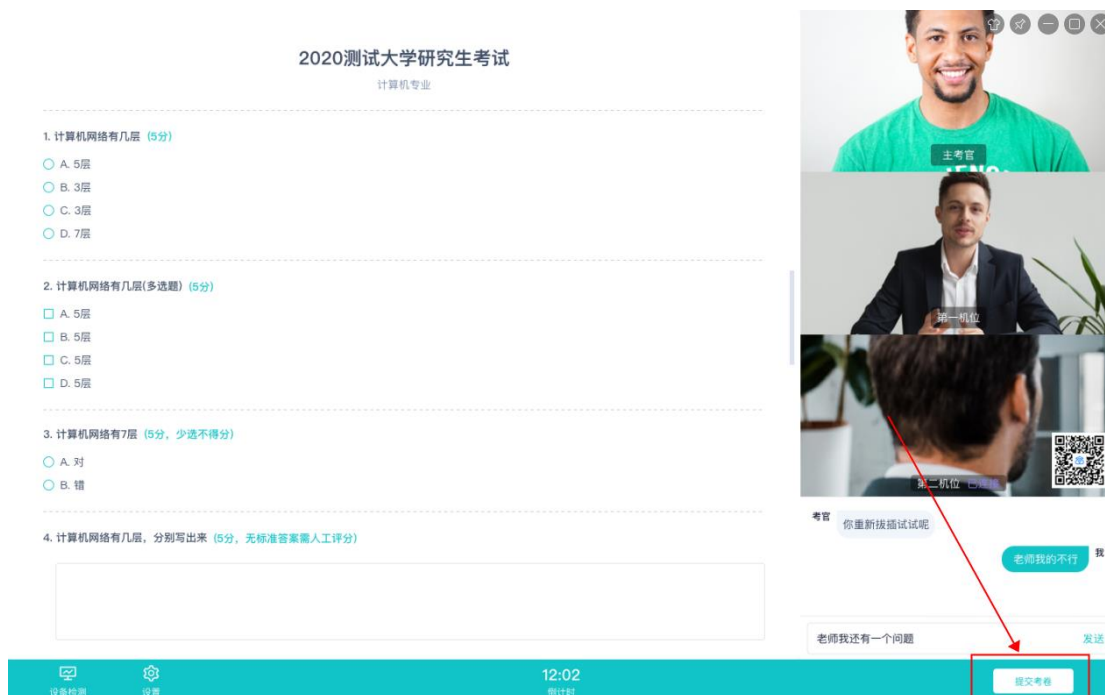 2020测试大学研究生考试
计算机专业
1. 计算机网络有几层 (5分)
A. 5层
B. 3层
C. 3层
D. 7层
2. 计算机网络有几层(多选题) (5分)
A. 5层
B. 5层
C. 5层
D. 5层
3. 计算机网络有7层 (5分，少选不得分)
A. 对
B. 错
4. 计算机网络有几层，分别写出来 (5分，无标准答案需人工评分)
主考官
第一机位
第二机位 已连接
考官
你重新拔插试试呢
老师我的不行
我
老师我还有一个问题
发送
设备检测
设置
12:02
倒计时
提交考卷